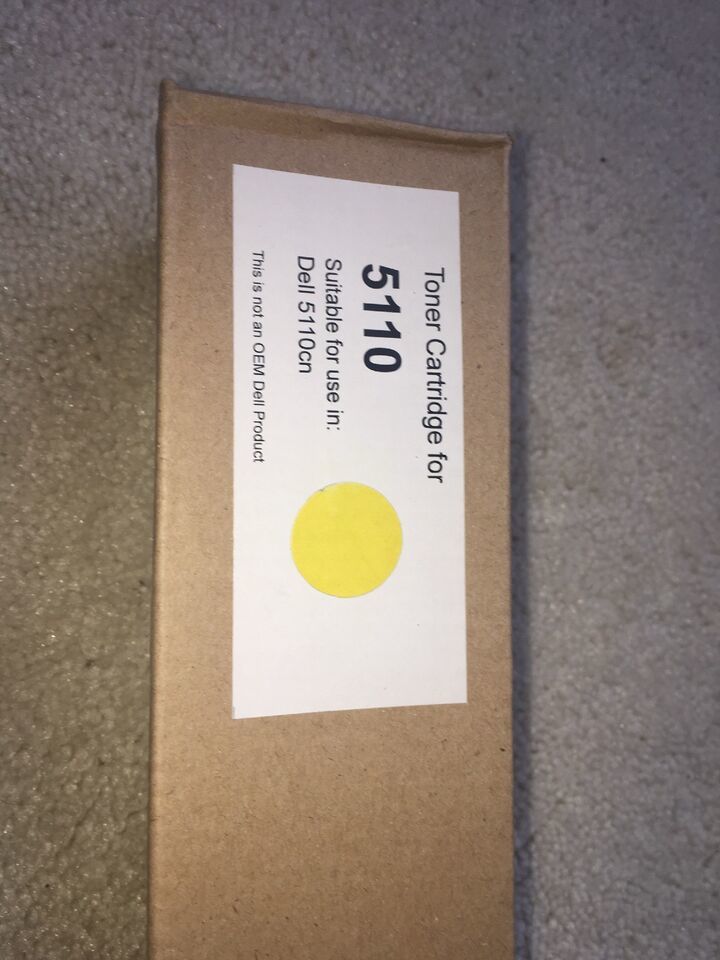 Toner Cartridge for
5110
Suitable for use in:
Dell 5110cn
This is not an OEM Dell Product